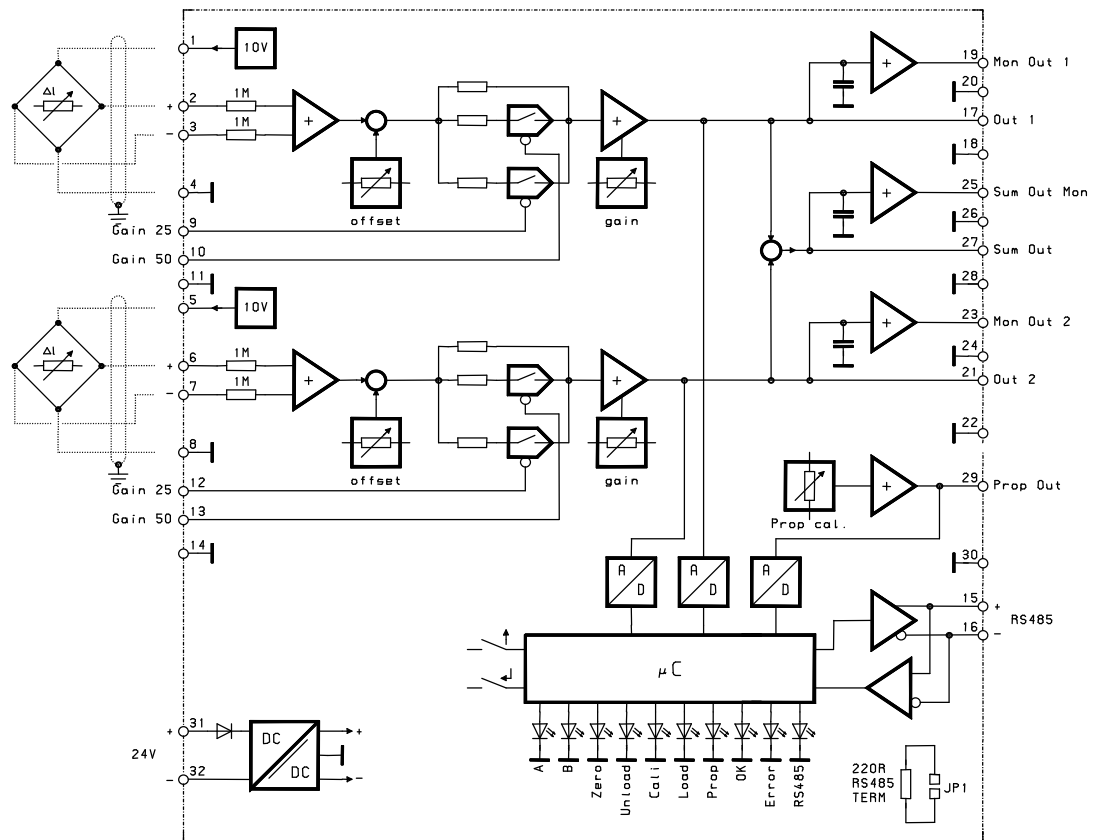 1
10V
19
Mon Out 1
Δl
+
2
1M
+
+
20
-
3
1M
17
Out 1
18
4
25
Sum Out Mon
+
offset
gain
26
Gain 25
9
27
Sum Out
Gain 50
10
11
28
5
10V
23
Mon Out 2
+
Δl
24
+
6
1M
+
+
-
7
1M
21
Out 2
8
22
offset
gain
Gain 25
12
+
29
Prop Out
Gain 50
13
Prop cal.
14
30
A
D
A
D
A
D
15
+
RS485
16
-
µC
+
31
DC
+
24V
-
32
DC
-
A
B
Zero
Unload
Cali
Load
Prop
OK
Error
RS485
220R
RS485
TERM
JP1